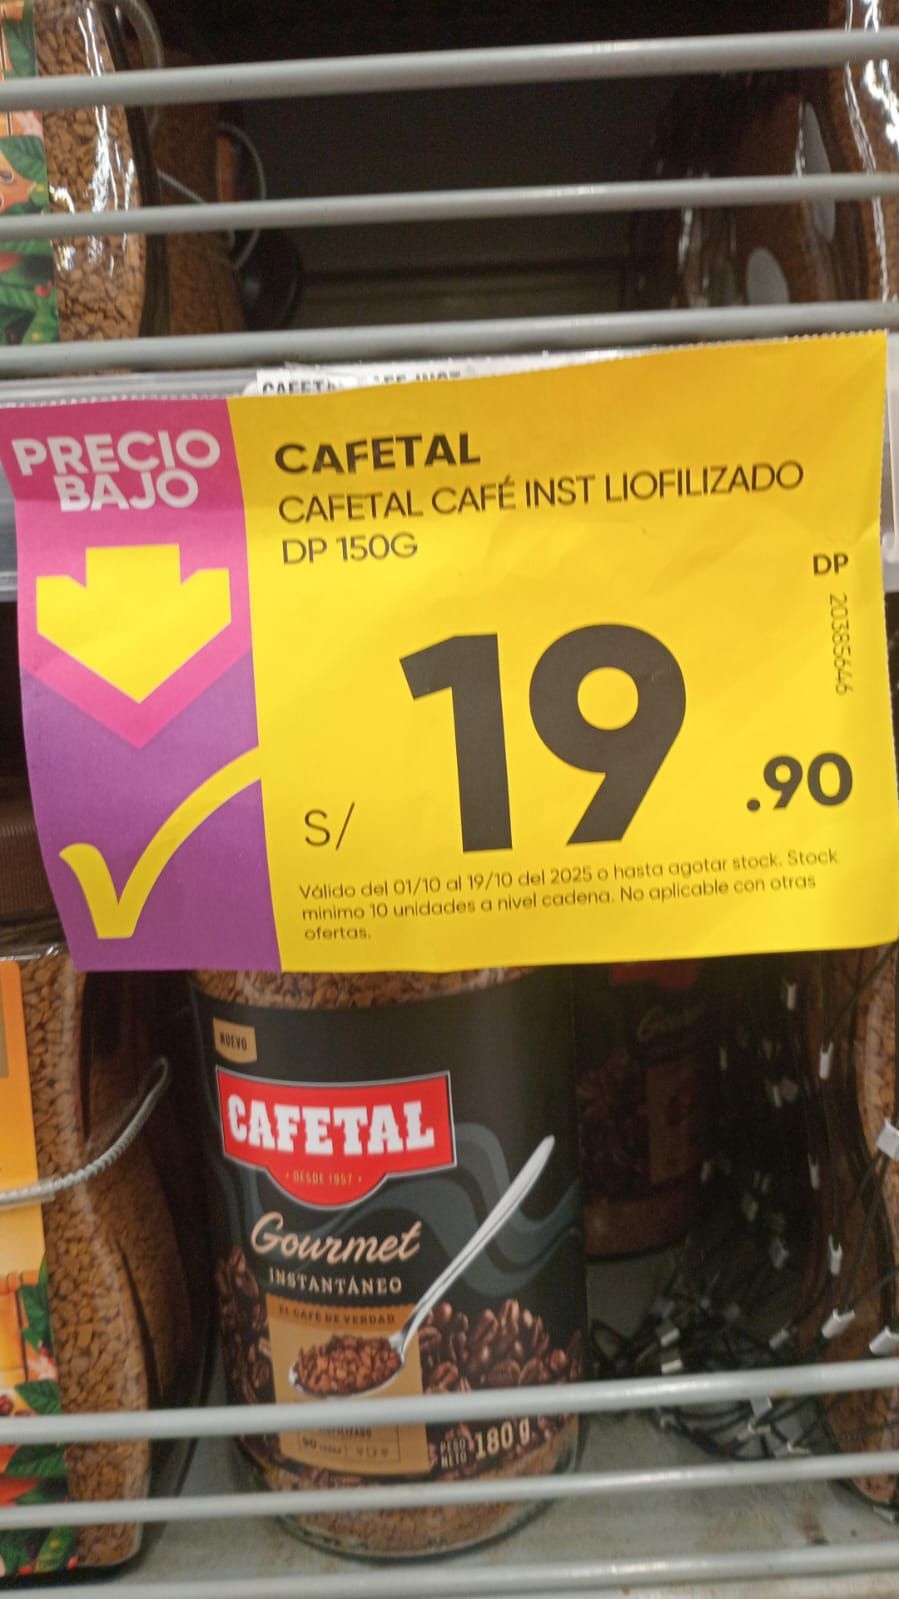 PRECIO
BAJO
CAFETAL
CAFETAL CAFÉ INST LIOFILIZADO
DP 150G
DP
20385646
S/ 19.90
Válido del 01/10 al 19/10 del 2025 o hasta agotar stock. Stock
mínimo 10 unidades a nivel cadena. No aplicable con otras
ofertas.
NUEVO
CAFETAL
• DESDE 1957 •
Gourmet
INSTANTÁNEO
EL CAFÉ DE VERDAD
PESO
NETO 180 g